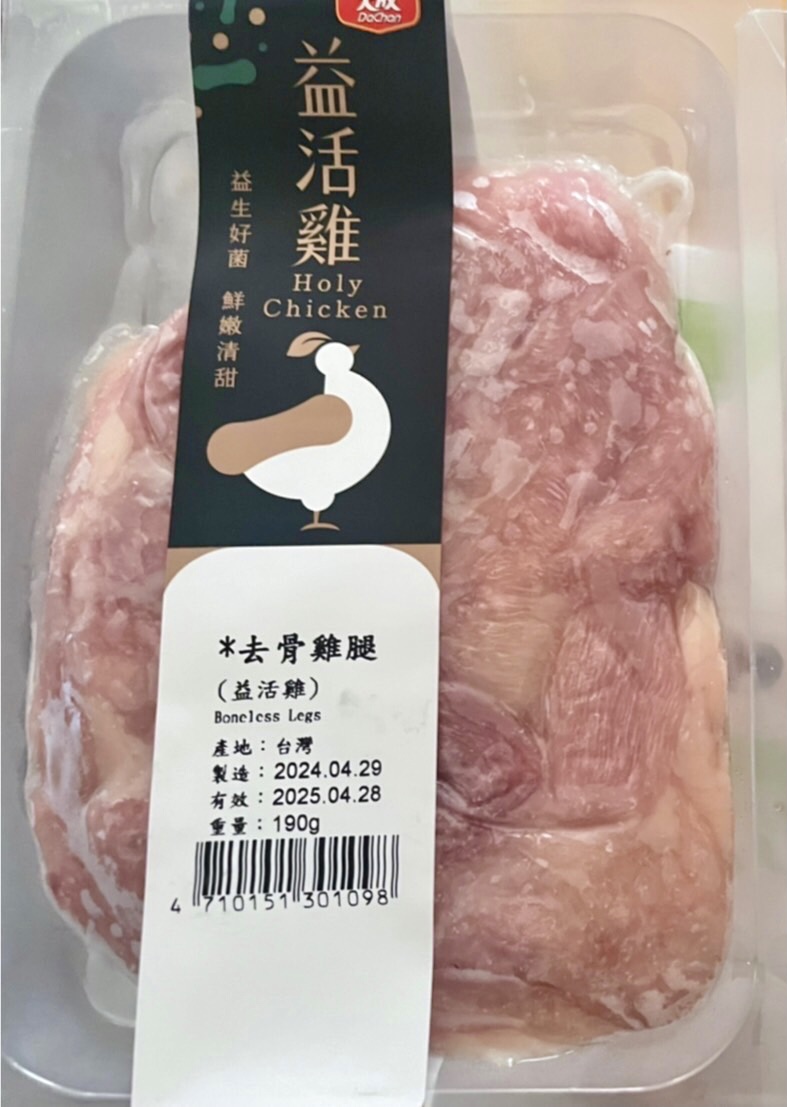 大成
DaChan
益活雞
Holy
Chicken
益生好菌 鮮嫩清甜
*去骨雞腿
(益活雞)
Boneless Legs
產地：台灣
製造：2024.04.29
有效：2025.04.28
重量：190g
4 710151 301098